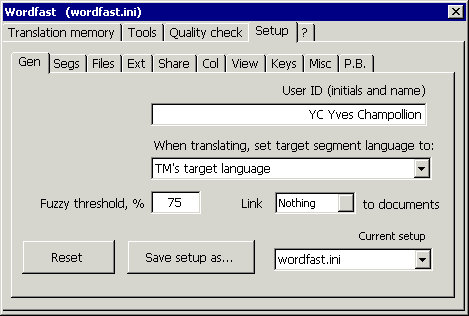 Wordfast (wordfast.ini)
Translation memory Tools Quality check Setup ?
Gen Segs Files Ext Share Col View Keys Misc P.B.
User ID (initials and name)
YC Yves Champollion
When translating, set target segment language to:
TM's target language
Fuzzy threshold, % 75 Link Nothing to documents
Current setup
Reset Save setup as... wordfast.ini